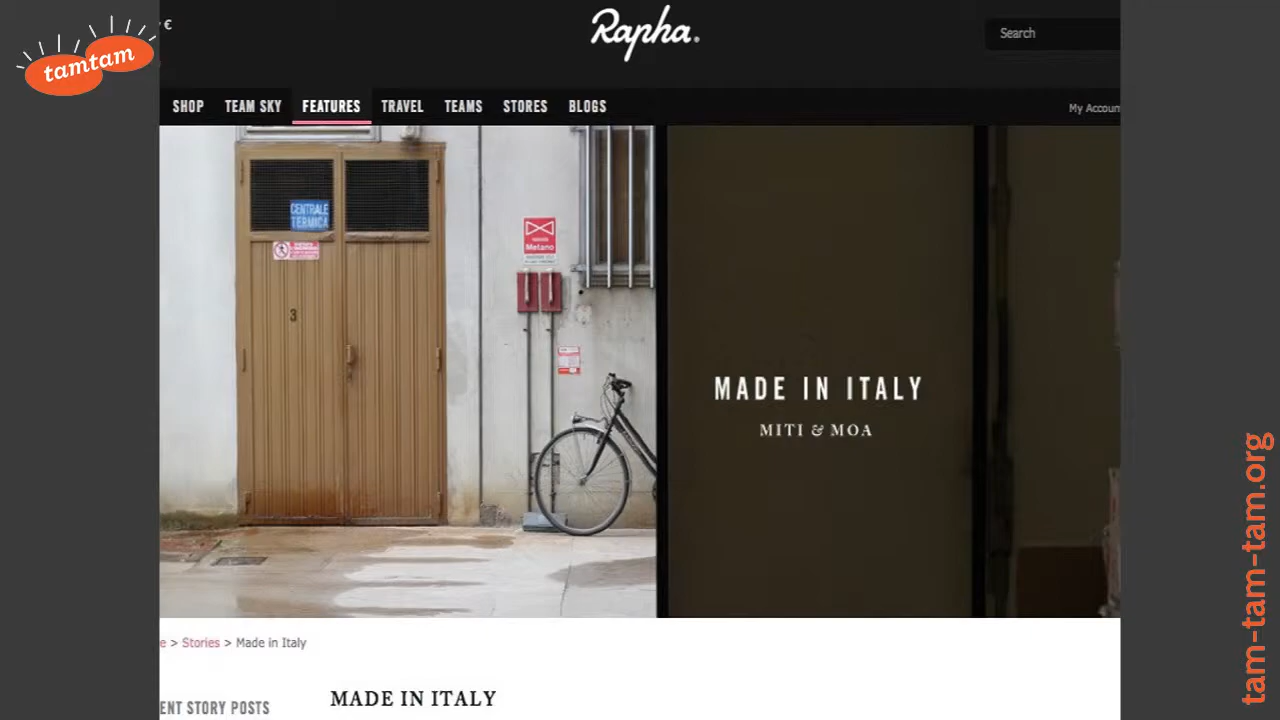 tamtam
€
Rapha.
Search
SHOP TEAM SKY FEATURES TRAVEL TEAMS STORES BLOGS
My Accoun
CENTRALE
TERMICA
Metano
3
MADE IN ITALY
MITI & MOA
e > Stories > Made in Italy
ENT STORY POSTS
MADE IN ITALY
tam-tam-tam.org